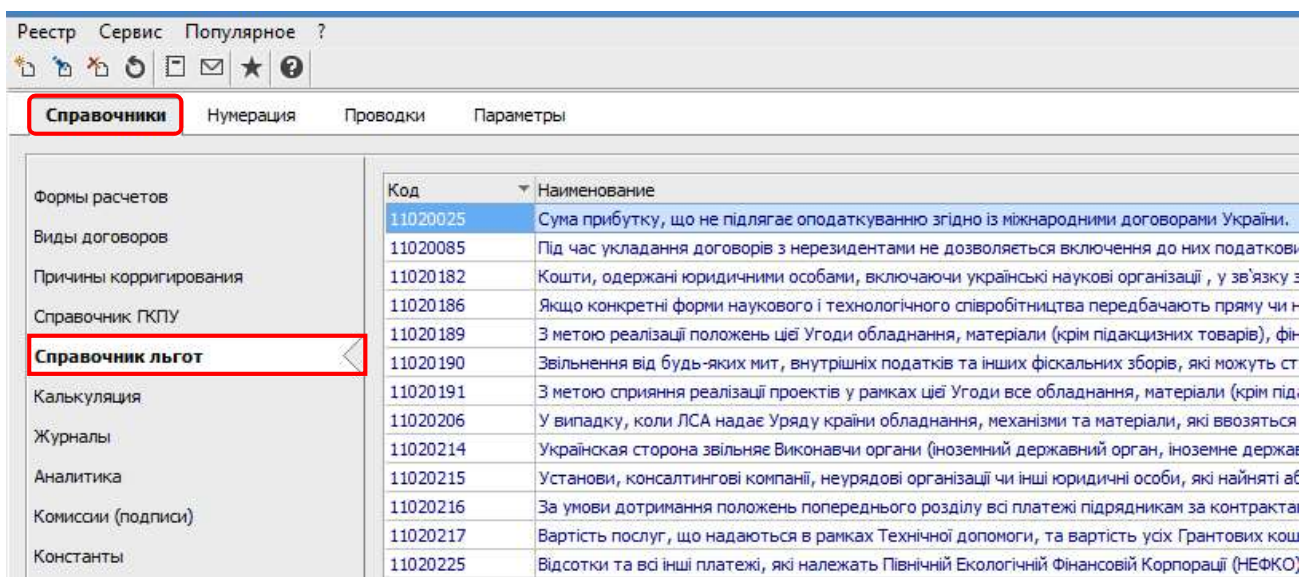 Реестр Сервис Популярное ?
Справочники Нумерация Проводки Параметры
Формы расчетов
Виды договоров
Причины корригирования
Справочник ГКПУ
Справочник льгот
Калькуляция
Журналы
Аналитика
Комиссии (подписи)
Константы
Код Наименование
11020025 Сума прибутку, що не підлягає оподаткуванню згідно із міжнародними договорами України.
11020085 Під час укладання договорів з нерезидентами не дозволяється включення до них податкови
11020182 Кошти, одержані юридичними особами, включаючи українські наукові організації , у зв'язку з
11020186 Якщо конкретні форми наукового і технологічного співробітництва передбачають пряму чи н
11020189 З метою реалізації положень цієї Угоди обладнання, матеріали (крім підакцизних товарів), фін
11020190 Звільнення від будь-яких мит, внутрішніх податків та інших фіскальних зборів, які можуть ст
11020191 З метою сприяння реалізації проектів у рамках цієї Угоди все обладнання, матеріали (крім під
11020206 У випадку, коли ЛСА надає Уряду країни обладнання, механізми та матеріали, які ввозяться
11020214 Українская сторона звільняє Виконавчи органи (іноземний державний орган, іноземне держав
11020215 Установи, консалтингові компанії, неурядові організації чи інші юридичні особи, які найняті аб
11020216 За умови дотримання положень попереднього розділу всі платежі підрядникам за контракта
11020217 Вартість послуг, що надаються в рамках Технічної допомоги, та вартість усіх Грантових кош
11020225 Відсотки та всі інші платежі, які належать Північній Екологічній Фінансовій Корпорації (НЕФКО)